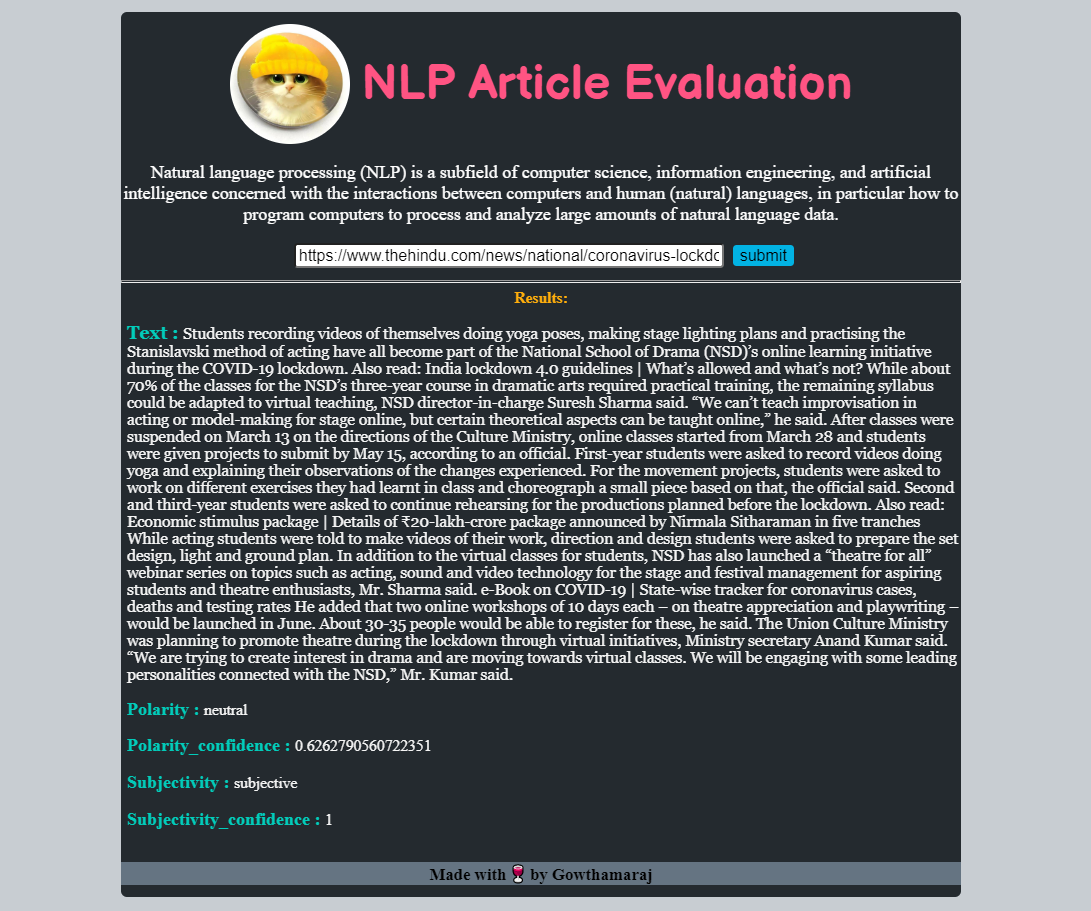 NLP Article Evaluation
Natural language processing (NLP) is a subfield of computer science, information engineering, and artificial
intelligence concerned with the interactions between computers and human (natural) languages, in particular how to
program computers to process and analyze large amounts of natural language data.
https://www.thehindu.com/news/national/coronavirus-lockdo submit
Results:
Text : Students recording videos of themselves doing yoga poses, making stage lighting plans and practising the
Stanislavski method of acting have all become part of the National School of Drama (NSD)’s online learning initiative
during the COVID-19 lockdown. Also read: India lockdown 4.0 guidelines | What’s allowed and what’s not? While about
70% of the classes for the NSD’s three-year course in dramatic arts required practical training, the remaining syllabus
could be adapted to virtual teaching, NSD director-in-charge Suresh Sharma said. “We can’t teach improvisation in
acting or model-making for stage online, but certain theoretical aspects can be taught online,” he said. After classes were
suspended on March 13 on the directions of the Culture Ministry, online classes started from March 28 and students
were given projects to submit by May 15, according to an official. First-year students were asked to record videos doing
yoga and explaining their observations of the changes experienced. For the movement projects, students were asked to
work on different exercises they had learnt in class and choreograph a small piece based on that, the official said. Second
and third-year students were asked to continue rehearsing for the productions planned before the lockdown. Also read:
Economic stimulus package | Details of ₹20-lakh-crore package announced by Nirmala Sitharaman in five tranches
While acting students were told to make videos of their work, direction and design students were asked to prepare the set
design, light and ground plan. In addition to the virtual classes for students, NSD has also launched a “theatre for all”
webinar series on topics such as acting, sound and video technology for the stage and festival management for aspiring
students and theatre enthusiasts, Mr. Sharma said. e-Book on COVID-19 | State-wise tracker for coronavirus cases,
deaths and testing rates He added that two online workshops of 10 days each – on theatre appreciation and playwriting –
would be launched in June. About 30-35 people would be able to register for these, he said. The Union Culture Ministry
was planning to promote theatre during the lockdown through virtual initiatives, Ministry secretary Anand Kumar said.
“We are trying to create interest in drama and are moving towards virtual classes. We will be engaging with some leading
personalities connected with the NSD,” Mr. Kumar said.
Polarity : neutral
Polarity_confidence : 0.6262790560722351
Subjectivity : subjective
Subjectivity_confidence : 1
Made with 🍷 by Gowthamaraj